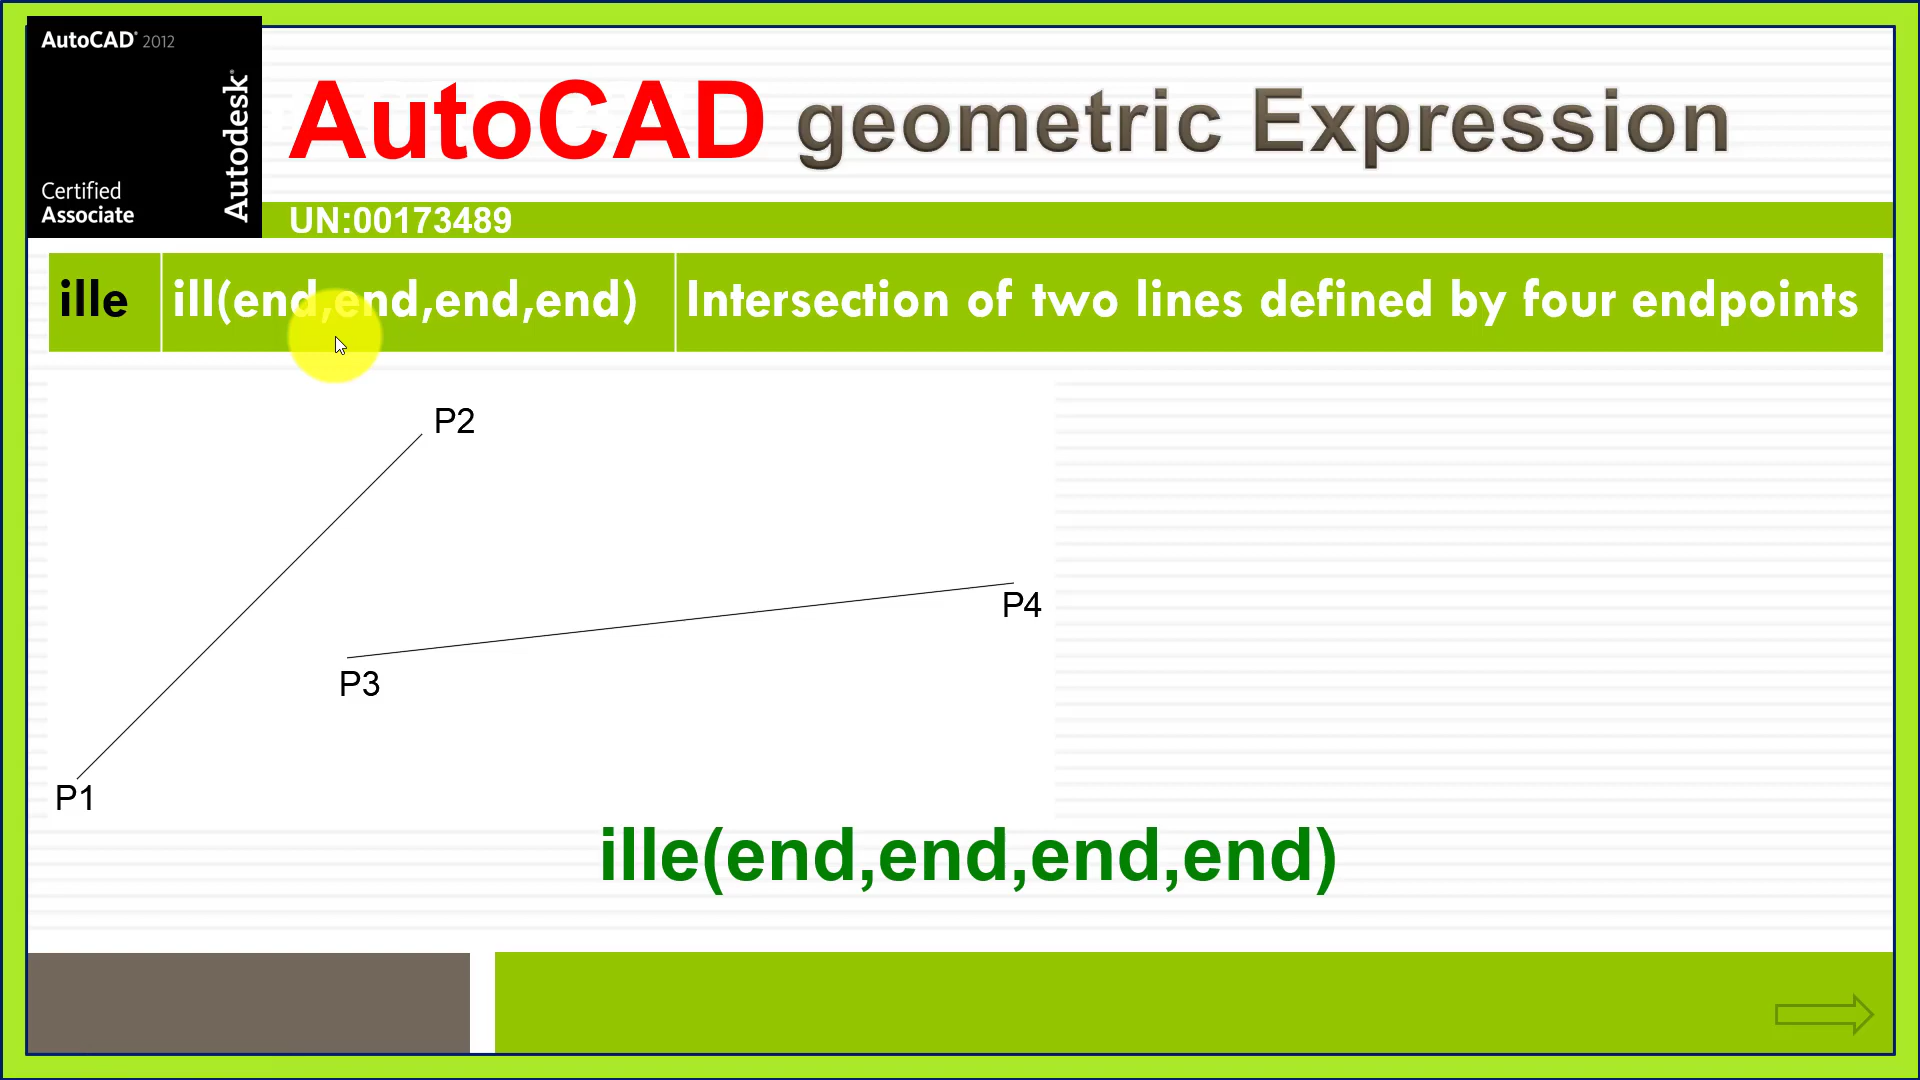 AutoCAD® 2012
Autodesk®
Certified
Associate
AutoCAD geometric Expression
UN:00173489
ille ill(end,end,end,end) Intersection of two lines defined by four endpoints
P2
P4
P3
P1
ille(end,end,end,end)